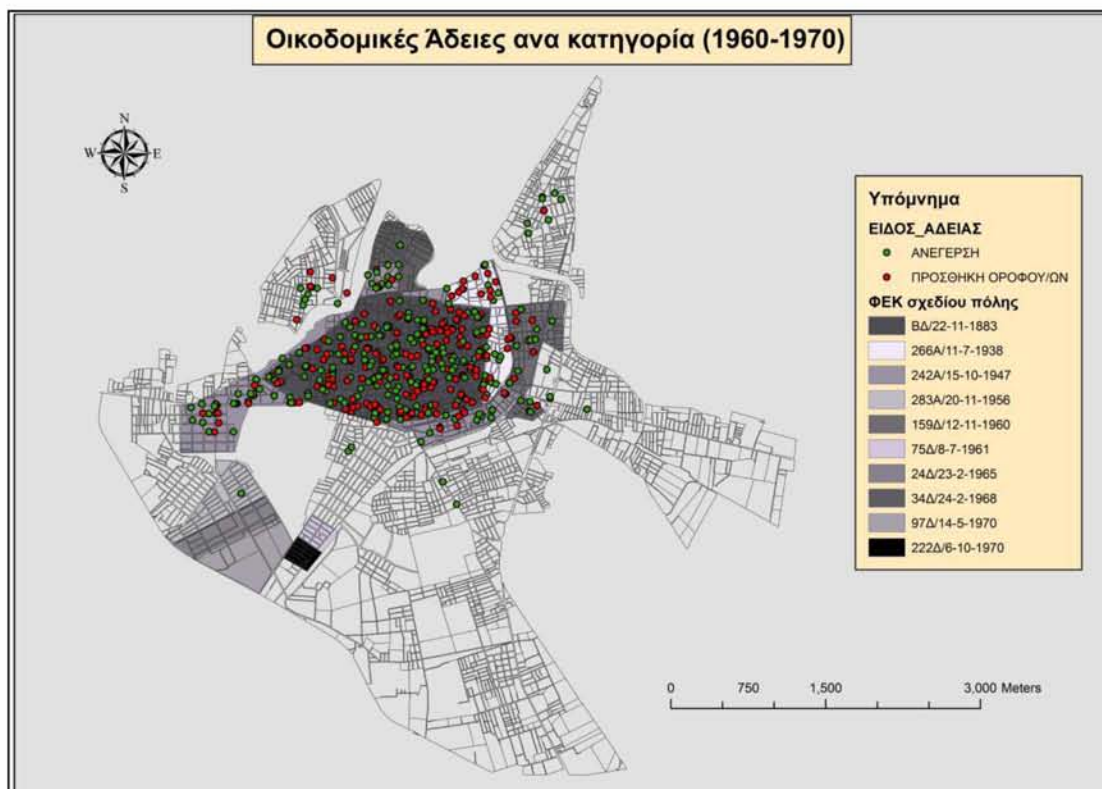 Οικοδομικές Άδειες ανα κατηγορία (1960-1970)
N
W E
S
Υπόμνημα
ΕΙΔΟΣ_ΑΔΕΙΑΣ
ΑΝΕΓΕΡΣΗ
ΠΡΟΣΘΗΚΗ ΟΡΟΦΟΥ/ΩΝ
ΦΕΚ σχεδίου πόλης
ΒΔ/22-11-1883
266Α/11-7-1938
242Α/15-10-1947
283Α/20-11-1956
159Δ/12-11-1960
75Δ/8-7-1961
24Δ/23-2-1965
34Δ/24-2-1968
97Δ/14-5-1970
222Δ/6-10-1970
0 750 1,500 3,000 Meters